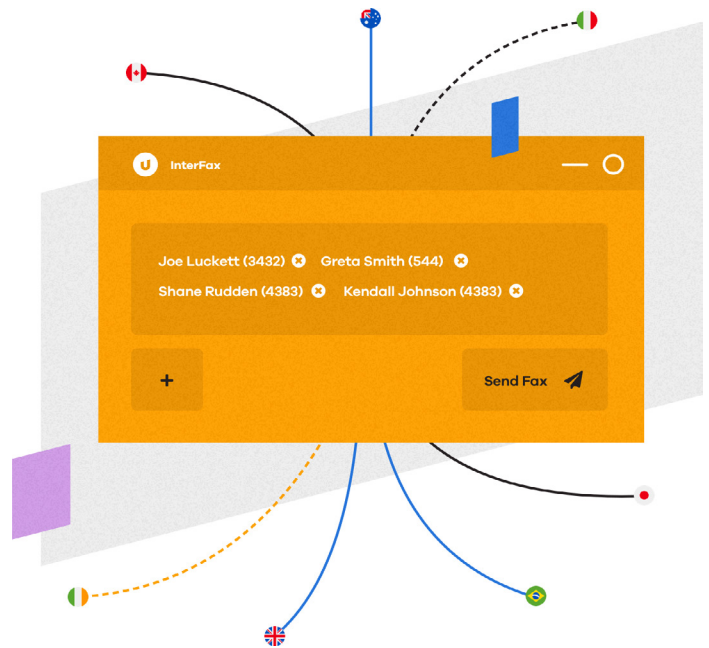 InterFax
Joe Luckett (3432) Greta Smith (544)
Shane Rudden (4383) Kendall Johnson (4383)
+ Send Fax